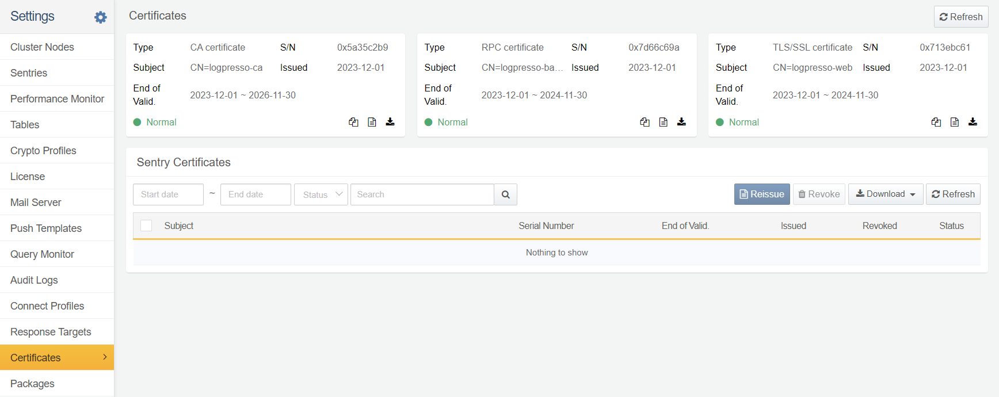 Settings
Cluster Nodes
Sentries
Performance Monitor
Tables
Crypto Profiles
License
Mail Server
Push Templates
Query Monitor
Audit Logs
Connect Profiles
Response Targets
Certificates
Packages
Certificates
Refresh
Type CA certificate S/N 0x5a35c2b9
Subject CN=logpresso-ca Issued 2023-12-01
End of
Valid.
2023-12-01 ~ 2026-11-30
Normal
Type RPC certificate S/N 0x7d66c69a
Subject CN=logpresso-ba... Issued 2023-12-01
End of
Valid.
2023-12-01 ~ 2024-11-30
Normal
Type TLS/SSL certificate S/N 0x713ebc61
Subject CN=logpresso-web Issued 2023-12-01
End of
Valid.
2023-12-01 ~ 2024-11-30
Normal
Sentry Certificates
Start date ~ End date Status Search Reissue Revoke Download Refresh
Subject Serial Number End of Valid. Issued Revoked Status
Nothing to show